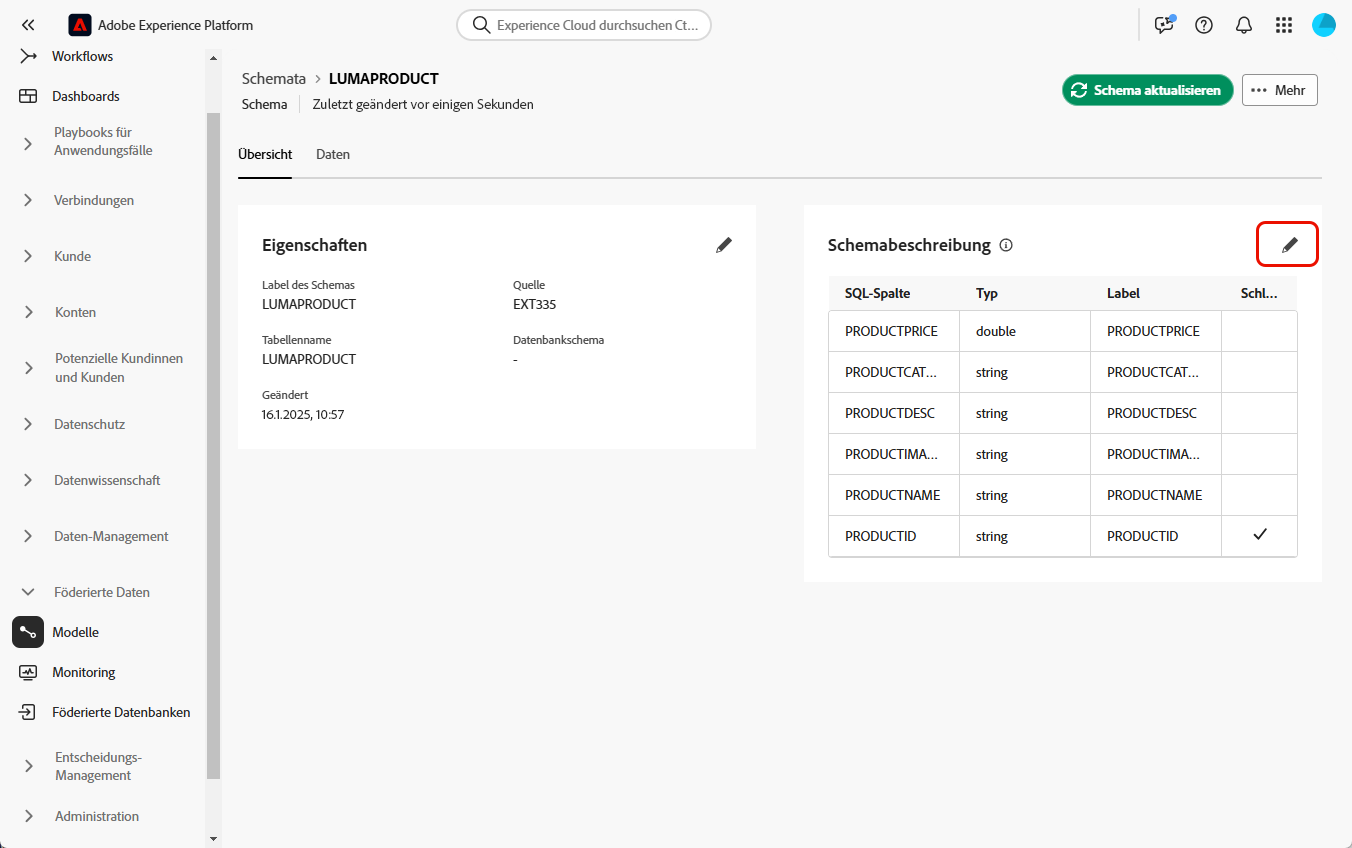 Adobe Experience Platform
Experience Cloud durchsuchen Ct...
Workflows
Dashboards
Playbooks für
Anwendungsfälle
Verbindungen
Kunde
Konten
Potenzielle Kundinnen
und Kunden
Datenschutz
Datenwissenschaft
Daten-Management
Föderierte Daten
Modelle
Monitoring
Föderierte Datenbanken
Entscheidungs-
Management
Administration
Schemata > LUMAPRODUCT
Schema Zuletzt geändert vor einigen Sekunden
Schema aktualisieren
Mehr
Übersicht Daten
Eigenschaften
Label des Schemas Quelle
LUMAPRODUCT EXT335
Tabellenname Datenbankschema
LUMAPRODUCT -
Geändert
16.1.2025, 10:57
Schemabeschreibung
SQL-Spalte Typ Label Schl...
PRODUCTPRICE double PRODUCTPRICE
PRODUCTCAT... string PRODUCTCAT...
PRODUCTDESC string PRODUCTDESC
PRODUCTIMA... string PRODUCTIMA...
PRODUCTNAME string PRODUCTNAME
PRODUCTID string PRODUCTID